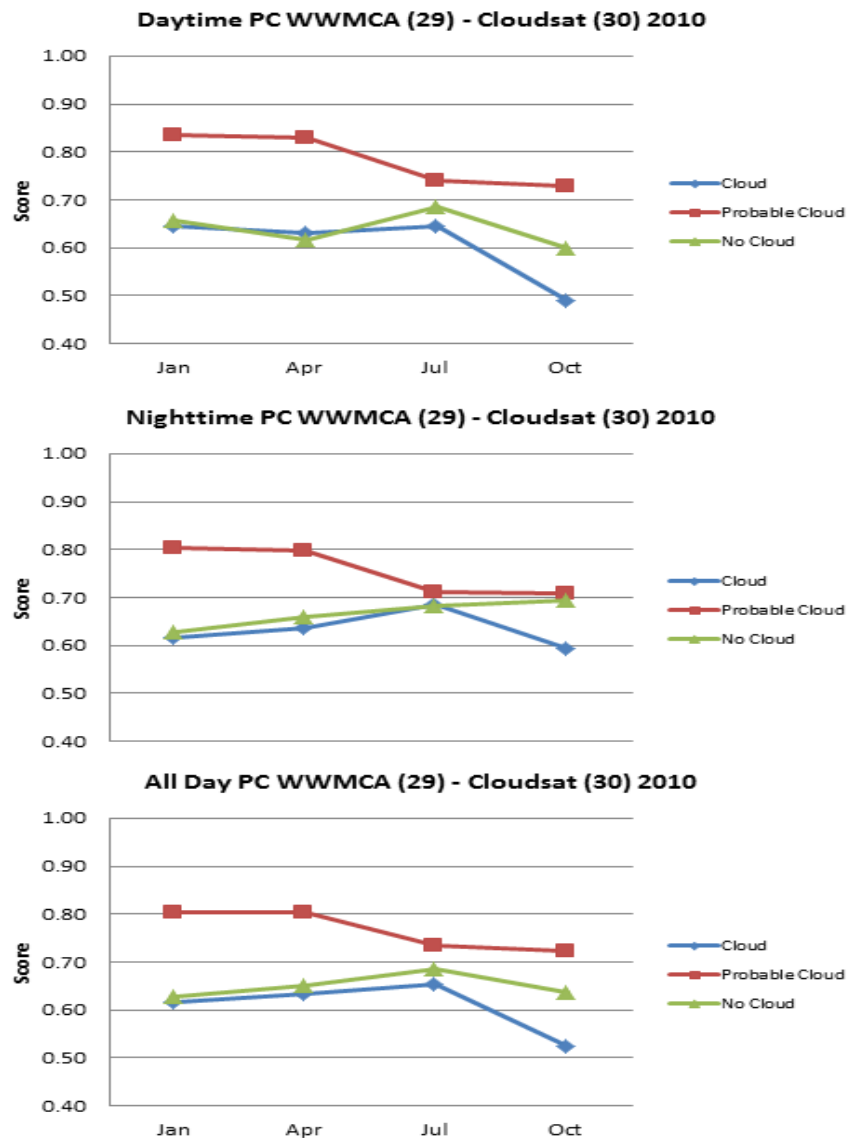 Daytime PC WWMCA (29) - Cloudsat (30) 2010
1.00
0.90
0.80
0.70
0.60
0.50
0.40
Score
Jan Apr Jul Oct
Cloud
Probable Cloud
No Cloud
Nighttime PC WWMCA (29) - Cloudsat (30) 2010
1.00
0.90
0.80
0.70
0.60
0.50
0.40
Score
Cloud
Probable Cloud
No Cloud
All Day PC WWMCA (29) - Cloudsat (30) 2010
1.00
0.90
0.80
0.70
0.60
0.50
0.40
Score
Jan Apr Jul Oct
Cloud
Probable Cloud
No Cloud